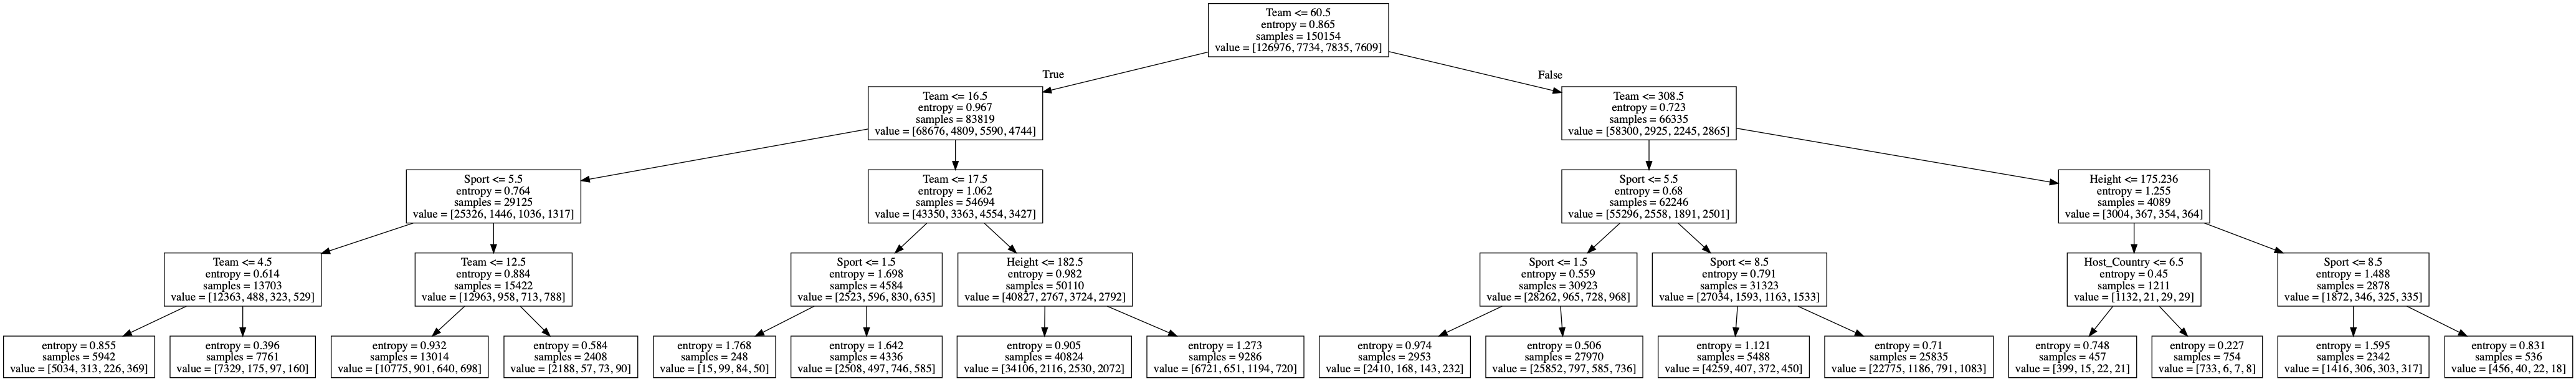 Team <= 60.5
entropy = 0.865
samples = 150154
value = [126976, 7734, 7835, 7609]
True
False
Team <= 16.5
entropy = 0.967
samples = 83819
value = [68676, 4809, 5590, 4744]
Team <= 308.5
entropy = 0.723
samples = 66335
value = [58300, 2925, 2245, 2865]
Sport <= 5.5
entropy = 0.764
samples = 29125
value = [25326, 1446, 1036, 1317]
Team <= 17.5
entropy = 1.062
samples = 54694
value = [43350, 3363, 4554, 3427]
Sport <= 5.5
entropy = 0.68
samples = 62246
value = [55296, 2558, 1891, 2501]
Height <= 175.236
entropy = 1.255
samples = 4089
value = [3004, 367, 354, 364]
Team <= 4.5
entropy = 0.614
samples = 13703
value = [12363, 488, 323, 529]
Team <= 12.5
entropy = 0.884
samples = 15422
value = [12963, 958, 713, 788]
Sport <= 1.5
entropy = 1.698
samples = 4584
value = [2523, 596, 830, 635]
Height <= 182.5
entropy = 0.982
samples = 50110
value = [40827, 2767, 3724, 2792]
Sport <= 1.5
entropy = 0.559
samples = 30923
value = [28262, 965, 728, 968]
Sport <= 8.5
entropy = 0.791
samples = 31323
value = [27034, 1593, 1163, 1533]
Host_Country <= 6.5
entropy = 0.45
samples = 1211
value = [1132, 21, 29, 29]
Sport <= 8.5
entropy = 1.488
samples = 2878
value = [1872, 346, 325, 335]
entropy = 0.855
samples = 5942
value = [5034, 313, 226, 369]
entropy = 0.396
samples = 7761
value = [7329, 175, 97, 160]
entropy = 0.932
samples = 13014
value = [10775, 901, 640, 698]
entropy = 0.584
samples = 2408
value = [2188, 57, 73, 90]
entropy = 1.768
samples = 248
value = [15, 99, 84, 50]
entropy = 1.642
samples = 4336
value = [2508, 497, 746, 585]
entropy = 0.905
samples = 40824
value = [34106, 2116, 2530, 2072]
entropy = 1.273
samples = 9286
value = [6721, 651, 1194, 720]
entropy = 0.974
samples = 2953
value = [2410, 168, 143, 232]
entropy = 0.506
samples = 27970
value = [25852, 797, 585, 736]
entropy = 1.121
samples = 5488
value = [4259, 407, 372, 450]
entropy = 0.71
samples = 25835
value = [22775, 1186, 791, 1083]
entropy = 0.748
samples = 457
value = [399, 15, 22, 21]
entropy = 0.227
samples = 754
value = [733, 6, 7, 8]
entropy = 1.595
samples = 2342
value = [1416, 306, 303, 317]
entropy = 0.831
samples = 536
value = [456, 40, 22, 18]